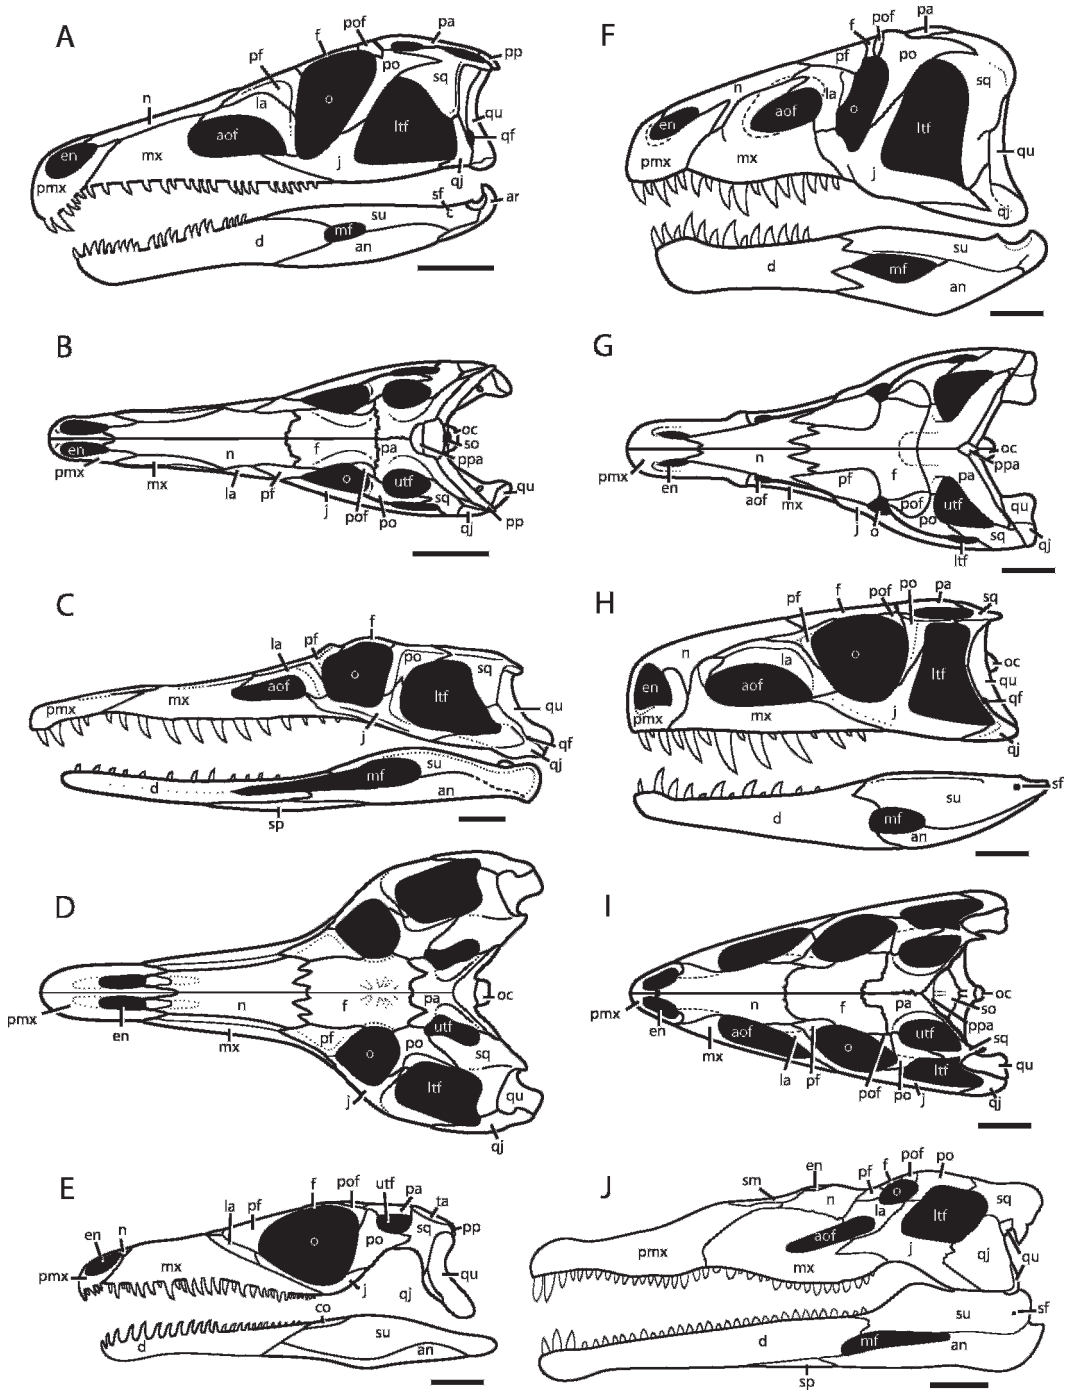 A
pof
pa
f
pp
pf
po
sq
n
la
o
qu
aof
ltf
qf
en
mx
pmx
j
qj
sf
ar
su
d
mf
an
F
f
pof
pa
pf
po
n
la
sq
o
en
aof
ltf
qu
pmx
mx
j
qj
su
d
mf
an
B
oc
en
n
f
pa
so
ppa
pmx
mx
la
pf
o
utf
qu
sq
j
pof
po
qj
pp
G
oc
ppa
pmx
en
n
pf
f
pa
aof
mx
pof
utf
qu
j
o
po
sq
qj
ltf
C
f
pf
la
po
sq
o
aof
ltf
mx
pmx
qu
j
qf
qj
su
mf
d
an
sp
H
f
pof
po
pa
sq
pf
n
la
o
oc
en
aof
ltf
qu
qf
pmx
mx
j
qj
sf
su
d
mf
an
D
n
f
pa
oc
pmx
en
mx
pf
po
utf
o
sq
ltf
qu
j
qj
I
n
f
pa
oc
so
pmx
en
ppa
aof
utf
sq
mx
o
la
pf
ltf
qu
pof
po
j
qj
E
f
pof
utf
pa
pf
ta
la
n
en
sq
pp
o
po
mx
pmx
j
qj
qu
co
su
d
an
J
en
pf
f
pof
po
sm
n
o
sq
la
ltf
aof
pmx
mx
j
qj
qu
sf
su
d
mf
an
sp